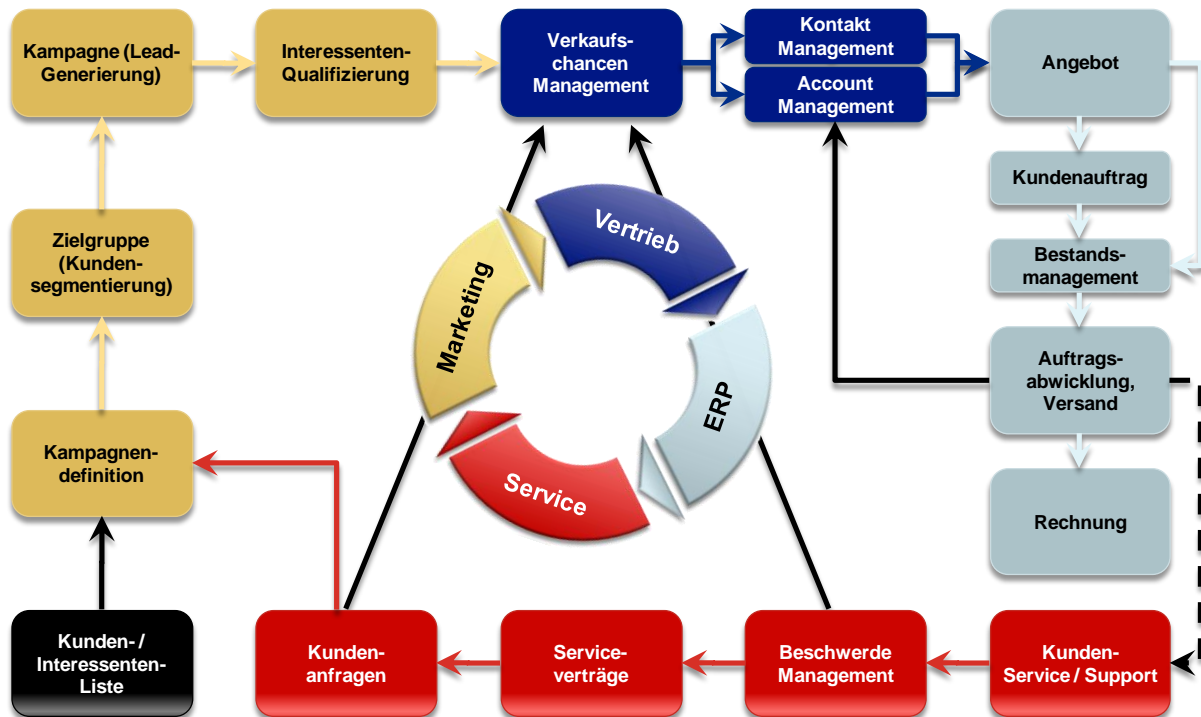 Kampagne (Lead-
Generierung)
Interessenten-
Qualifizierung
Verkaufs-
chancen
Management
Kontakt
Management
Account
Management
Angebot
Kundenauftrag
Bestands-
management
Auftrags-
abwicklung,
Versand
Rechnung
Zielgruppe
(Kunden-
segmentierung)
Kampagnen-
definition
Marketing
Vertrieb
ERP
Service
Kunden- /
Interessenten-
Liste
Kunden-
anfragen
Service-
verträge
Beschwerde
Management
Kunden-
Service / Support